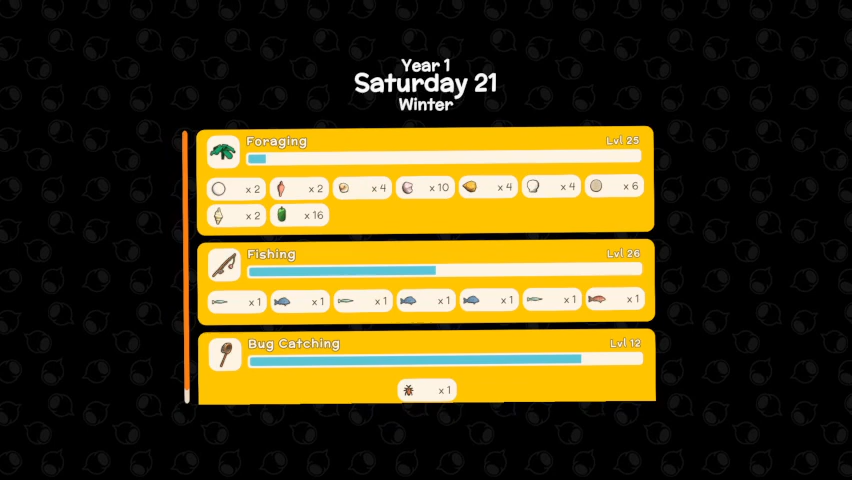 Year 1
Saturday 21
Winter
Foraging Lvl 25
x 2 x 2 x 4 x 10 x 4 x 4 x 6
x 2 x 16
Fishing Lvl 26
x 1 x 1 x 1 x 1 x 1 x 1 x 1
Bug Catching Lvl 12
x 1